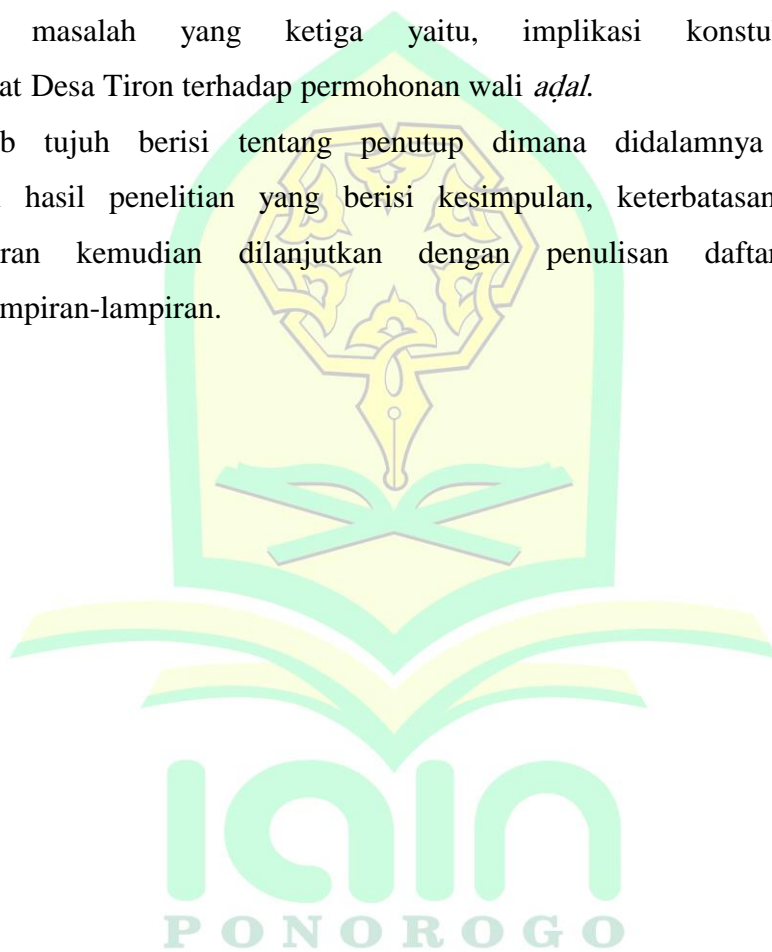 masalah yang ketiga yaitu, implikasi konstu
at Desa Tiron terhadap permohonan wali aḍal.
b tujuh berisi tentang penutup dimana didalamnya
hasil penelitian yang berisi kesimpulan, keterbatasan
ran kemudian dilanjutkan dengan penulisan daftar
mpiran-lampiran.
iain
PONOROGO